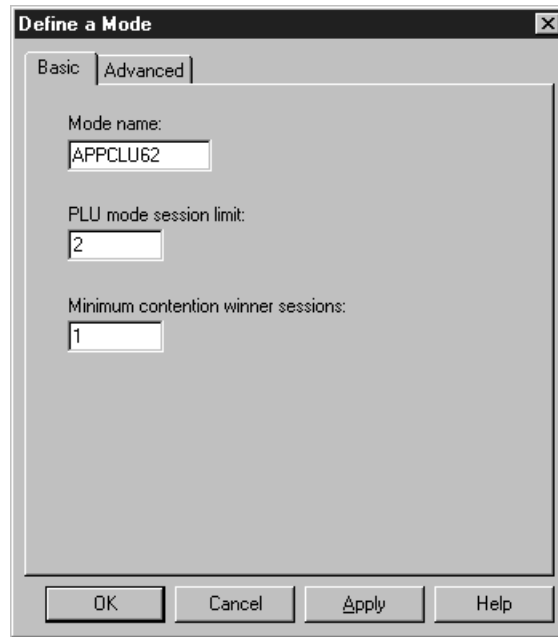 Define a Mode
Basic Advanced
Mode name:
APPCLU62
PLU mode session limit:
2
Minimum contention winner sessions:
1
OK Cancel Apply Help